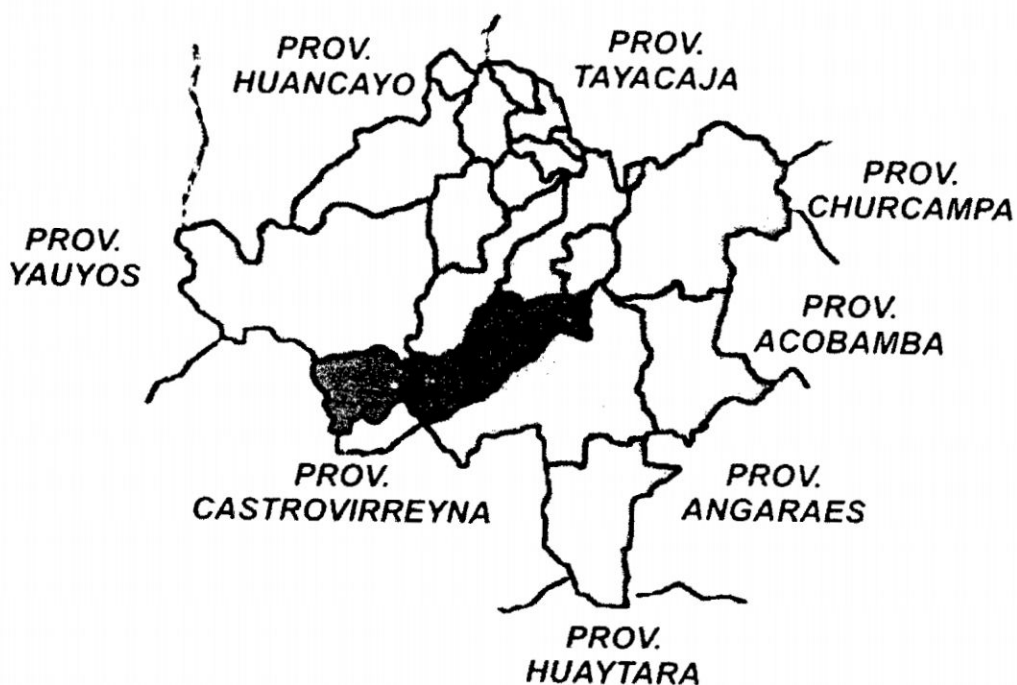 PROV.
HUANCAYO
PROV.
TAYACAJA
PROV.
CHURCAMPA
PROV.
YAUYOS
PROV.
ACOBAMBA
PROV.
CASTROVIRREYNA
PROV.
ANGARAES
PROV.
HUAYTARA